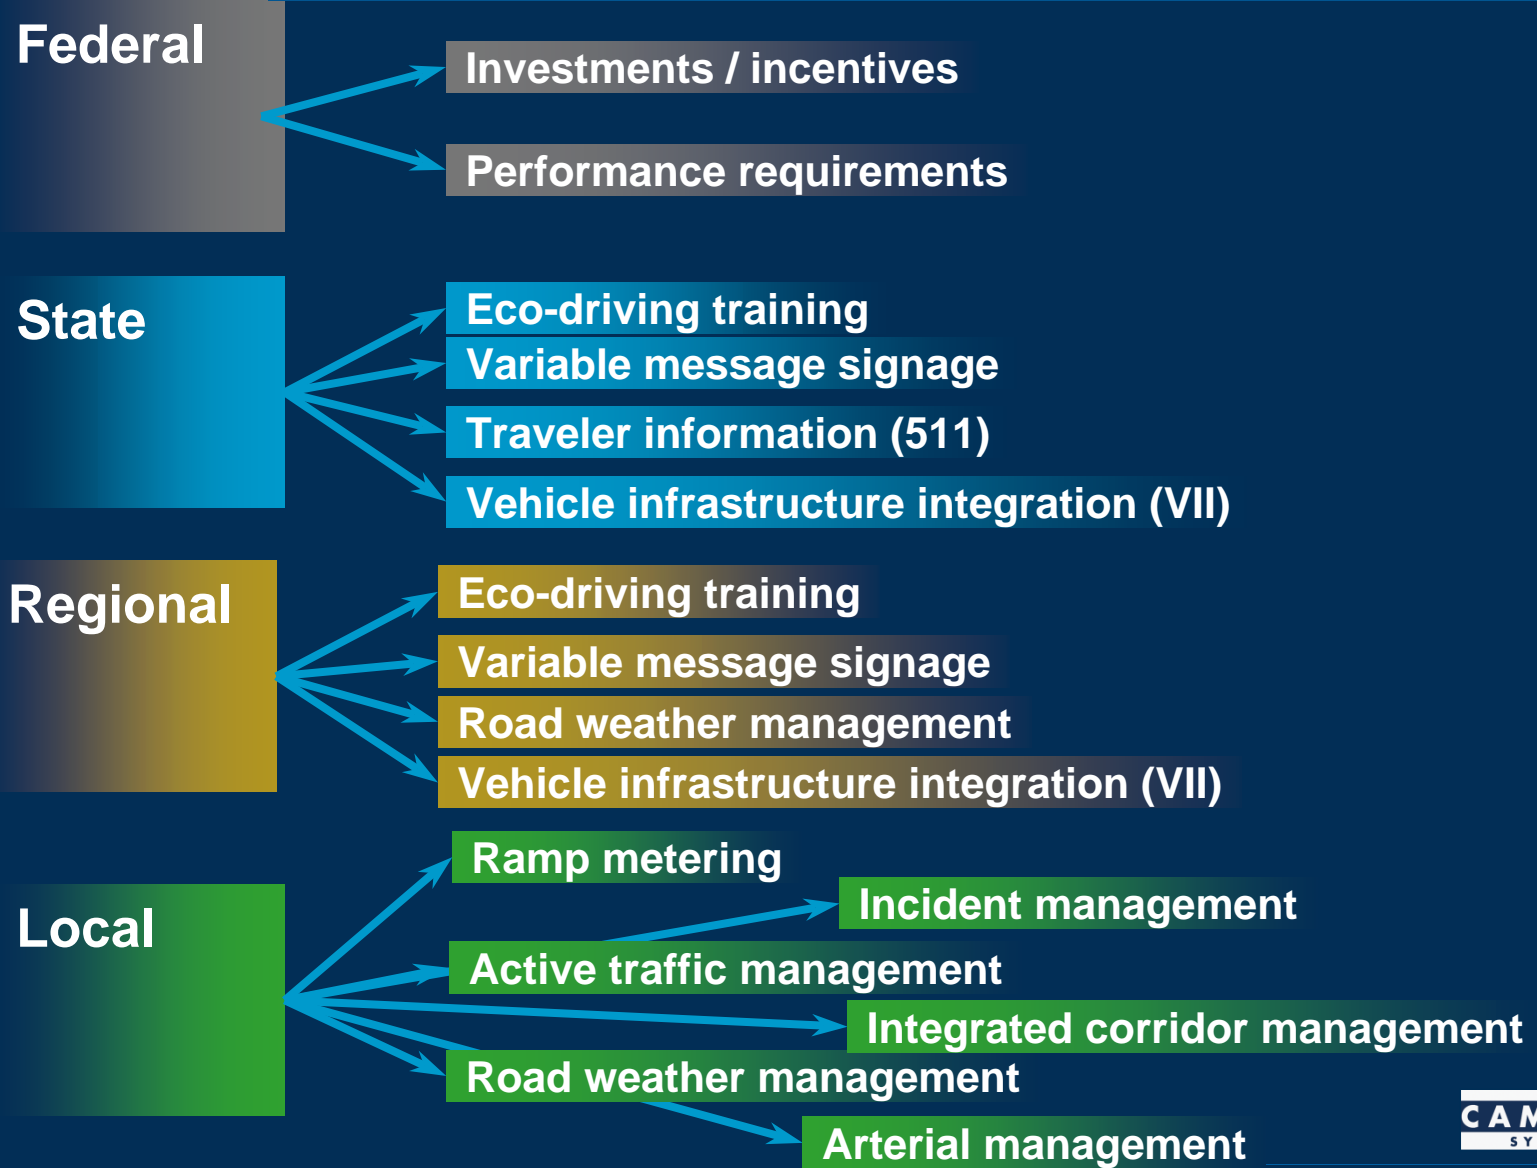 Federal
Investments / incentives
Performance requirements
State
Eco-driving training
Variable message signage
Traveler information (511)
Vehicle infrastructure integration (VII)
Regional
Eco-driving training
Variable message signage
Road weather management
Vehicle infrastructure integration (VII)
Local
Ramp metering
Incident management
Active traffic management
Integrated corridor management
Road weather management
Arterial management